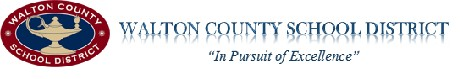 WALTON COUNTY
SCHOOL DISTRICT
WALTON COUNTY SCHOOL DISTRICT
“In Pursuit of Excellence”